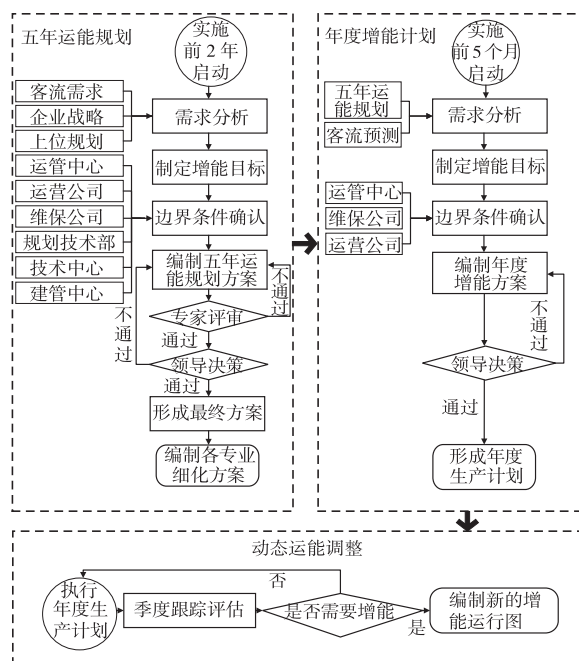 五年运能规划
实施
前2年
启动
客流需求
企业战略
上位规划
运管中心
运营公司
维保公司
规划技术部
技术中心
建管中心
需求分析
制定增能目标
边界条件确认
编制五年运
能规划方案
不通过
专家评审
通过
不通过
领导决策
通过
形成最终方案
编制各专业
细化方案
年度增能计划
实施
前5个月
启动
五年运
能规划
客流预测
需求分析
制定增能目标
运管中心
维保公司
运营公司
边界条件确认
编制年度
增能方案
不通过
领导决策
通过
形成年度
生产计划
动态运能调整
否
执行
年度生
产计划
季度跟踪评估
是否需要增能
是
编制新的增
能运行图